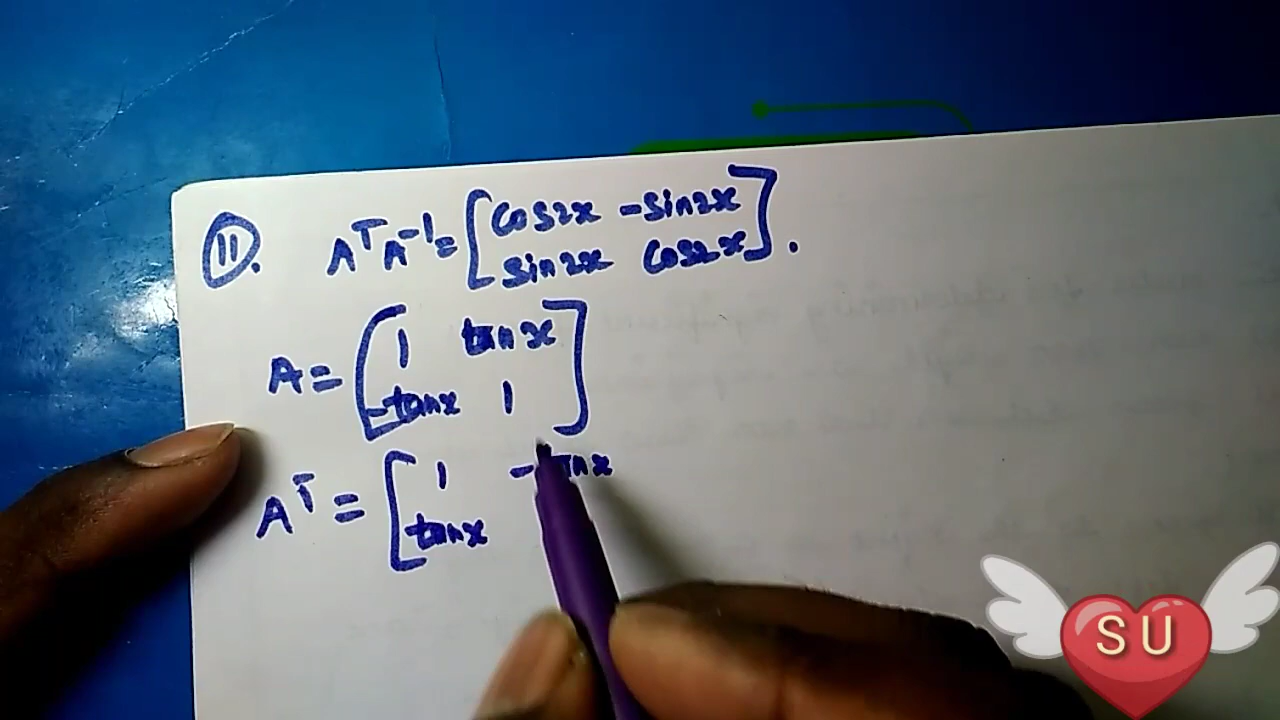 11. AᵀA⁻¹ = [cos2x -sin2x
sin2x cos2x].
A = [1 tanx
-tanx 1]
Aᵀ = [1 -tanx
tanx
SU